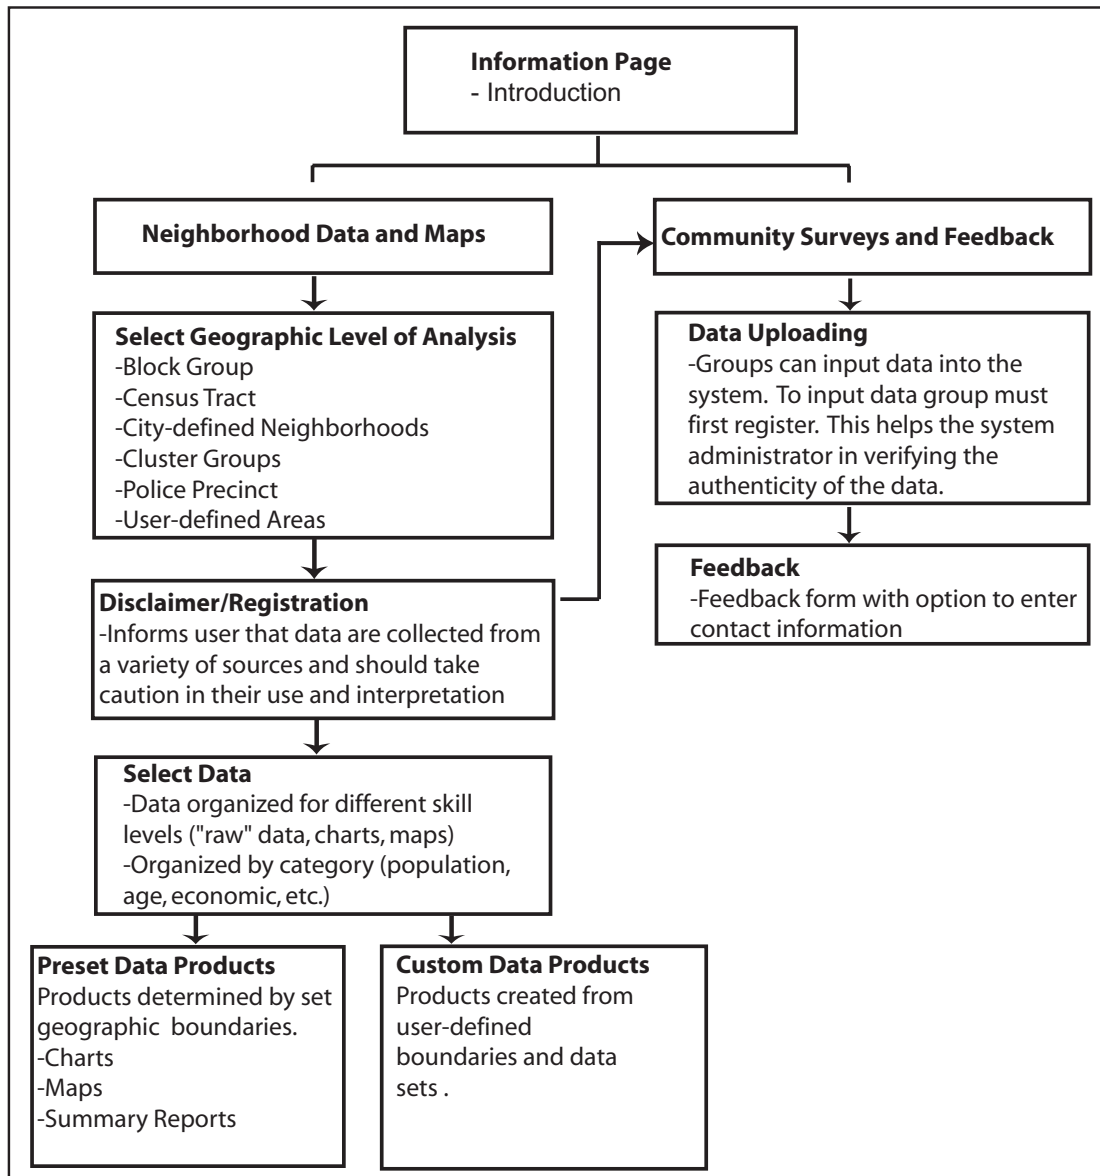 Information Page
- Introduction
Neighborhood Data and Maps
Community Surveys and Feedback
Select Geographic Level of Analysis
-Block Group
-Census Tract
-City-defined Neighborhoods
-Cluster Groups
-Police Precinct
-User-defined Areas
Data Uploading
-Groups can input data into the
system. To input data group must
first register. This helps the system
administrator in verifying the
authenticity of the data.
Disclaimer/Registration
-Informs user that data are collected from
a variety of sources and should take
caution in their use and interpretation
Feedback
-Feedback form with option to enter
contact information
Select Data
-Data organized for different skill
levels ("raw" data, charts, maps)
-Organized by category (population,
age, economic, etc.)
Preset Data Products
Products determined by set
geographic boundaries.
-Charts
-Maps
-Summary Reports
Custom Data Products
Products created from
user-defined
boundaries and data
sets .